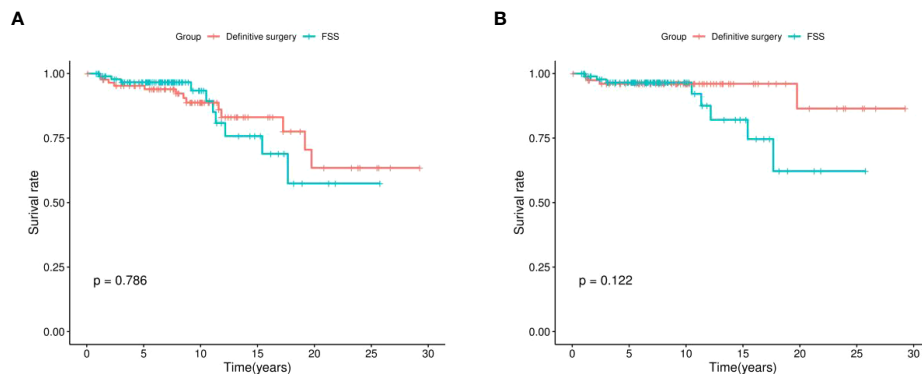 A
Group Definitive surgery FSS
1.00
0.75
0.50
0.25
0.00
Surival rate
p = 0.786
0 5 10 15 20 25 30
Time(years)
B
Group Definitive surgery FSS
1.00
0.75
0.50
0.25
0.00
Surival rate
p = 0.122
0 5 10 15 20 25 30
Time(years)